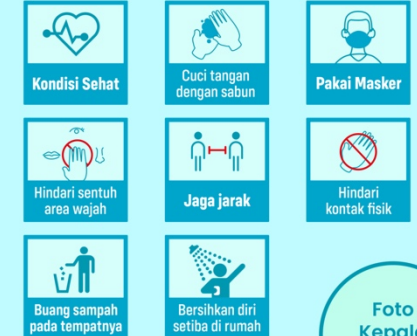 Kondisi Sehat
Cuci tangan
dengan sabun
Pakai Masker
Hindari sentuh
area wajah
Jaga jarak
Hindari
kontak fisik
Buang sampah
pada tempatnya
Bersihkan diri
setiba di rumah
Foto